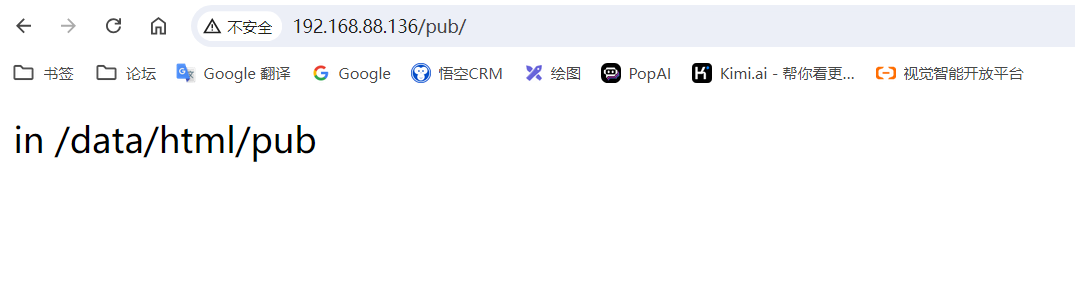 不安全 192.168.88.136/pub/
书签 论坛 Google 翻译 Google 悟空CRM 绘图 PopAI Kimi.ai - 帮你看更... 视觉智能开放平台
in /data/html/pub